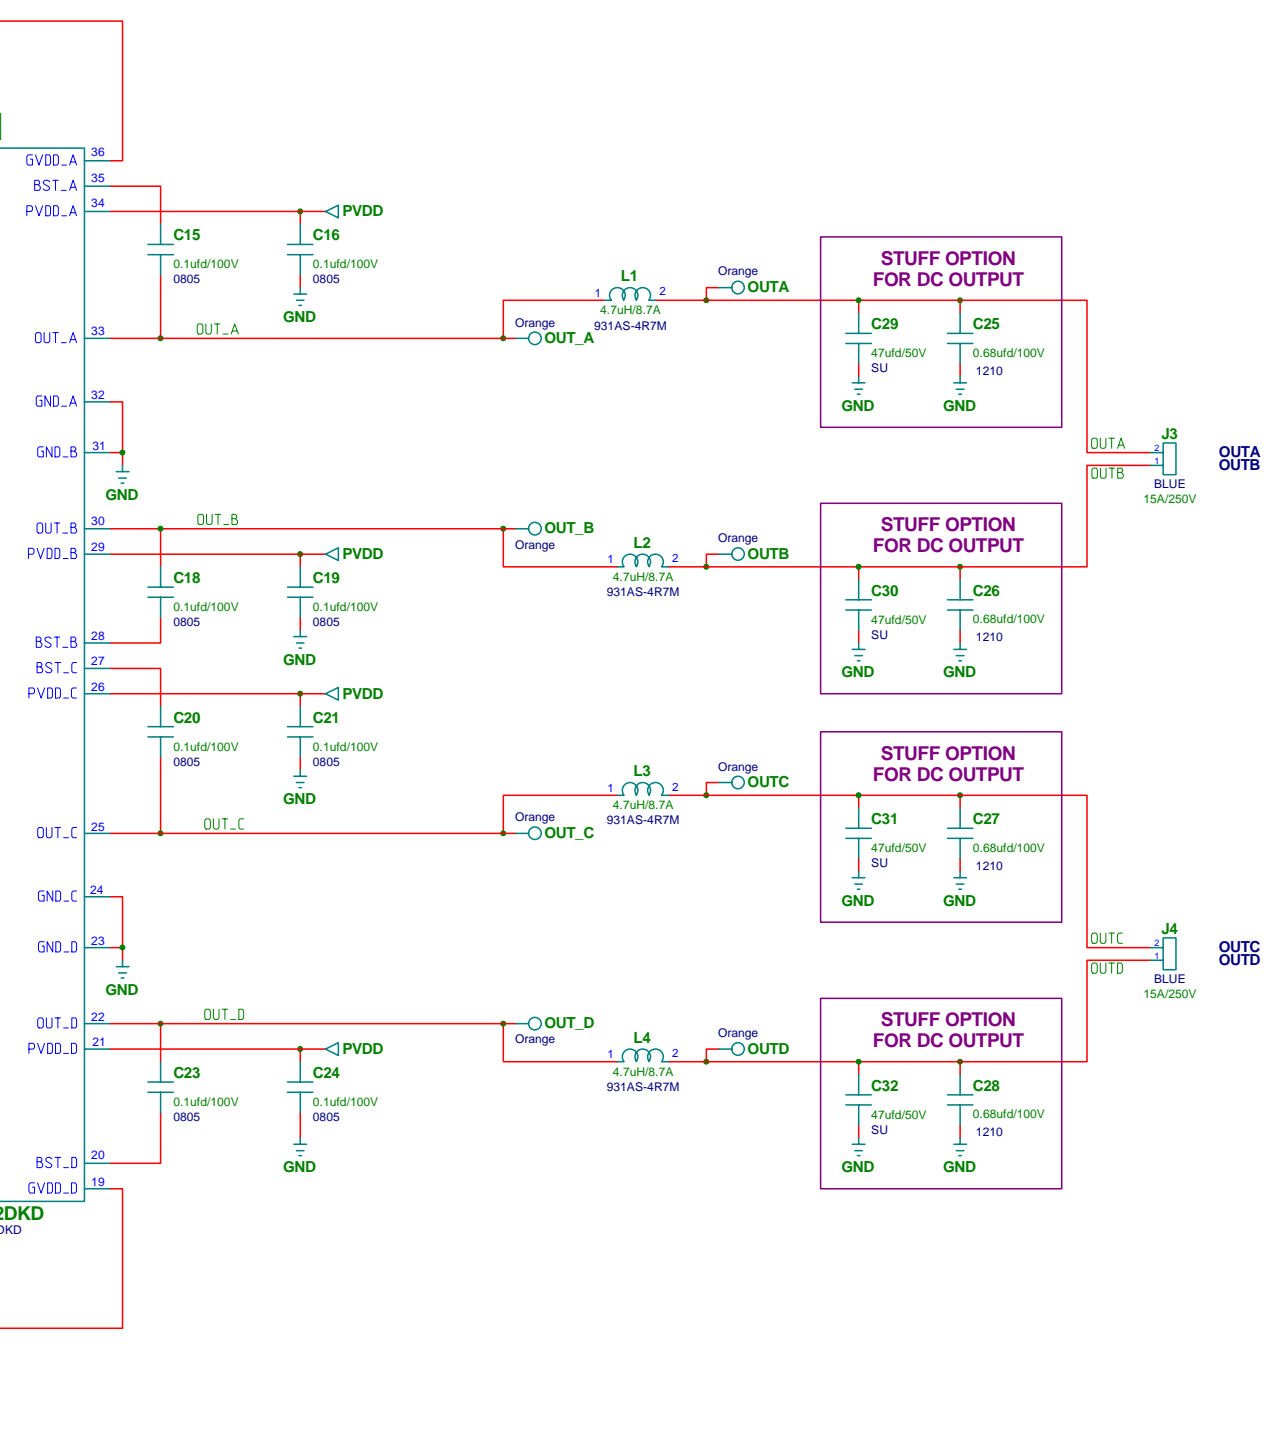 36
GVDD_A
35
BST_A
34
PVDD_A
PVDD
C15
0.1ufd/100V
0805
C16
0.1ufd/100V
0805
GND
33
OUT_A
OUT_A
Orange
OUT_A
L1
1
2
4.7uH/8.7A
931AS-4R7M
Orange
OUTA
STUFF OPTION
FOR DC OUTPUT
C29
47ufd/50V
SU
GND
C25
0.68ufd/100V
1210
GND
32
GND_A
31
GND_B
GND
OUTA
OUTB
J3
2
1
BLUE
15A/250V
OUTA
OUTB
30
OUT_B
OUT_B
OUT_B
Orange
29
PVDD_B
PVDD
C18
0.1ufd/100V
0805
C19
0.1ufd/100V
0805
GND
L2
1
2
4.7uH/8.7A
931AS-4R7M
Orange
OUTB
STUFF OPTION
FOR DC OUTPUT
C30
47ufd/50V
SU
GND
C26
0.68ufd/100V
1210
GND
28
BST_B
27
BST_C
26
PVDD_C
PVDD
C20
0.1ufd/100V
0805
C21
0.1ufd/100V
0805
GND
25
OUT_C
OUT_C
Orange
OUT_C
L3
1
2
4.7uH/8.7A
931AS-4R7M
Orange
OUTC
STUFF OPTION
FOR DC OUTPUT
C31
47ufd/50V
SU
GND
C27
0.68ufd/100V
1210
GND
24
GND_C
23
GND_D
GND
OUTC
OUTD
J4
2
1
BLUE
15A/250V
OUTC
OUTD
22
OUT_D
OUT_D
OUT_D
Orange
21
PVDD_D
PVDD
C23
0.1ufd/100V
0805
C24
0.1ufd/100V
0805
GND
L4
1
2
4.7uH/8.7A
931AS-4R7M
Orange
OUTD
STUFF OPTION
FOR DC OUTPUT
C32
47ufd/50V
SU
GND
C28
0.68ufd/100V
1210
GND
20
BST_D
19
GVDD_D
2DKD
DKD